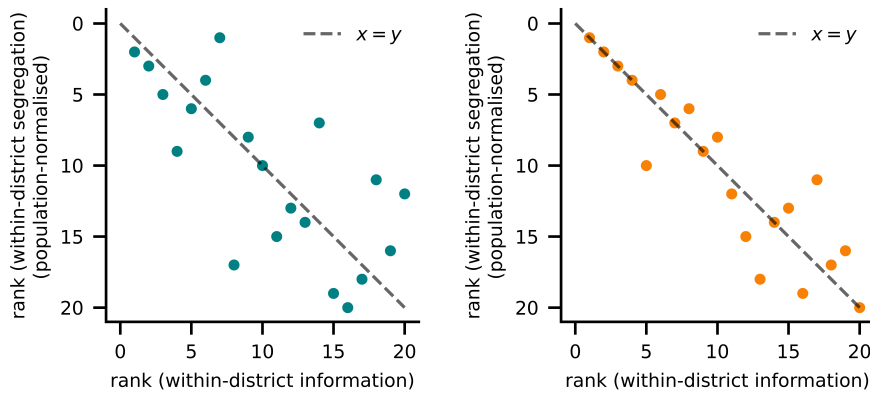 rank (within-district segregation)
(population-normalised)
0
5
10
15
20
x = y
0 5 10 15 20
rank (within-district information)
rank (within-district segregation)
(population-normalised)
0
5
10
15
20
x = y
0 5 10 15 20
rank (within-district information)